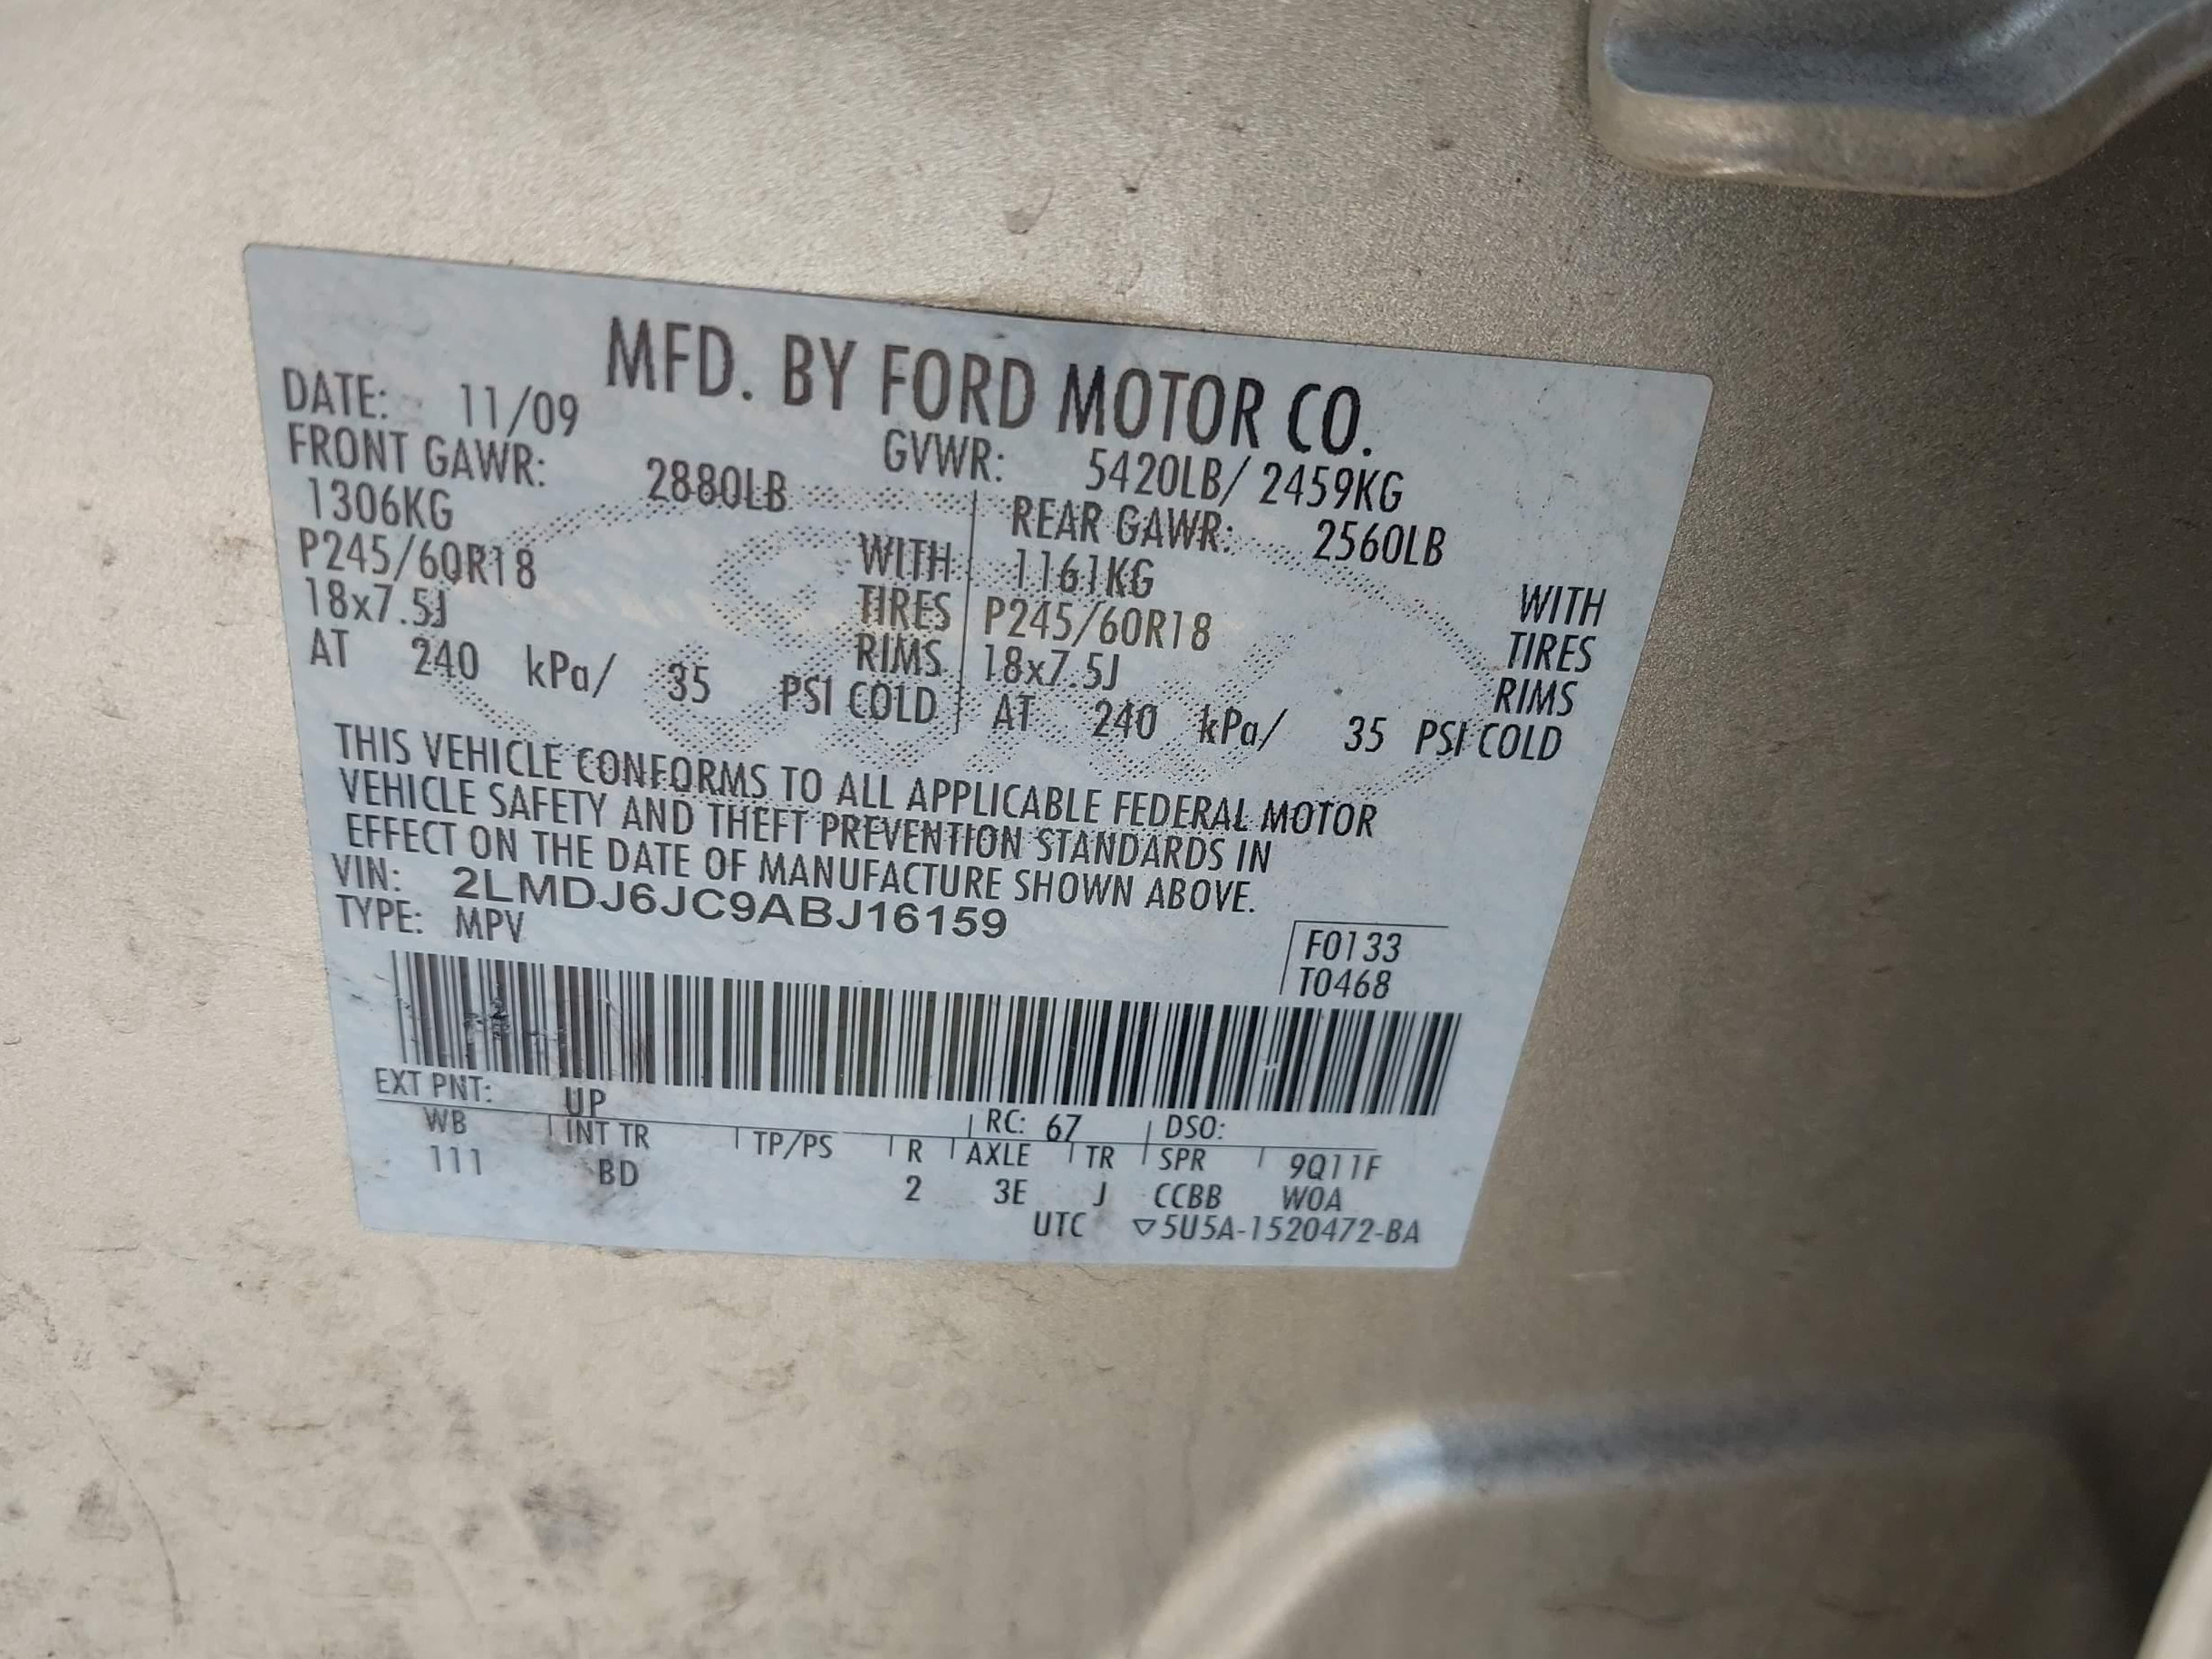 MFD. BY FORD MOTOR CO.
DATE: 11/09 GVWR: 5420LB/ 2459KG
FRONT GAWR: 2880LB REAR GAWR: 2560LB
1306KG WITH 1161KG WITH
P245/60R18 TIRES P245/60R18 TIRES
18x7.5J RIMS 18x7.5J RIMS
AT 240 kPa/ 35 PSI COLD AT 240 kPa/ 35 PSI COLD
THIS VEHICLE CONFORMS TO ALL APPLICABLE FEDERAL MOTOR
VEHICLE SAFETY AND THEFT PREVENTION STANDARDS IN
EFFECT ON THE DATE OF MANUFACTURE SHOWN ABOVE.
VIN: 2LMDJ6JC9ABJ16159
TYPE: MPV
F0133
T0468
EXT PNT: UP RC: 67 DSO:
WB INT TR TP/PS R AXLE TR SPR 9Q11F
111 BD 2 3E J CCBB WOA
UTC ▽5U5A-1520472-BA